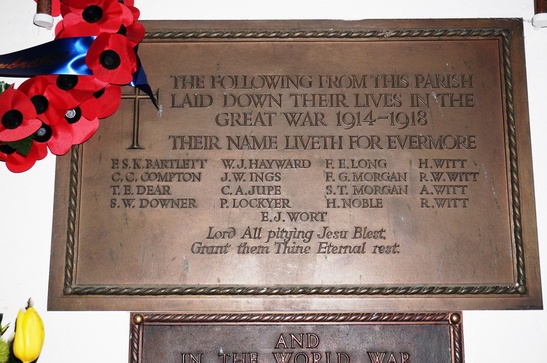 THE FOLLOWING FROM THIS PARISH
LAID DOWN THEIR LIVES IN THE
GREAT WAR 1914-1918
THEIR NAME LIVETH FOR EVERMORE
F. S. K. BARTLETT W. J. HAYWARD F. E. LONG H. WITT
C. C. COMPTON J. W. INGS F. G. MORGAN P. W. WITT
T. E. DEAR C. A. JUPE S. T. MORGAN A. WITT
S. W. DOWNER P. LOCKYER H. NOBLE R. WITT
E. J. WORT
Lord All pitying Jesu Blest,
Grant them Thine Eternal rest.
AND
IN THE WORLD WAR